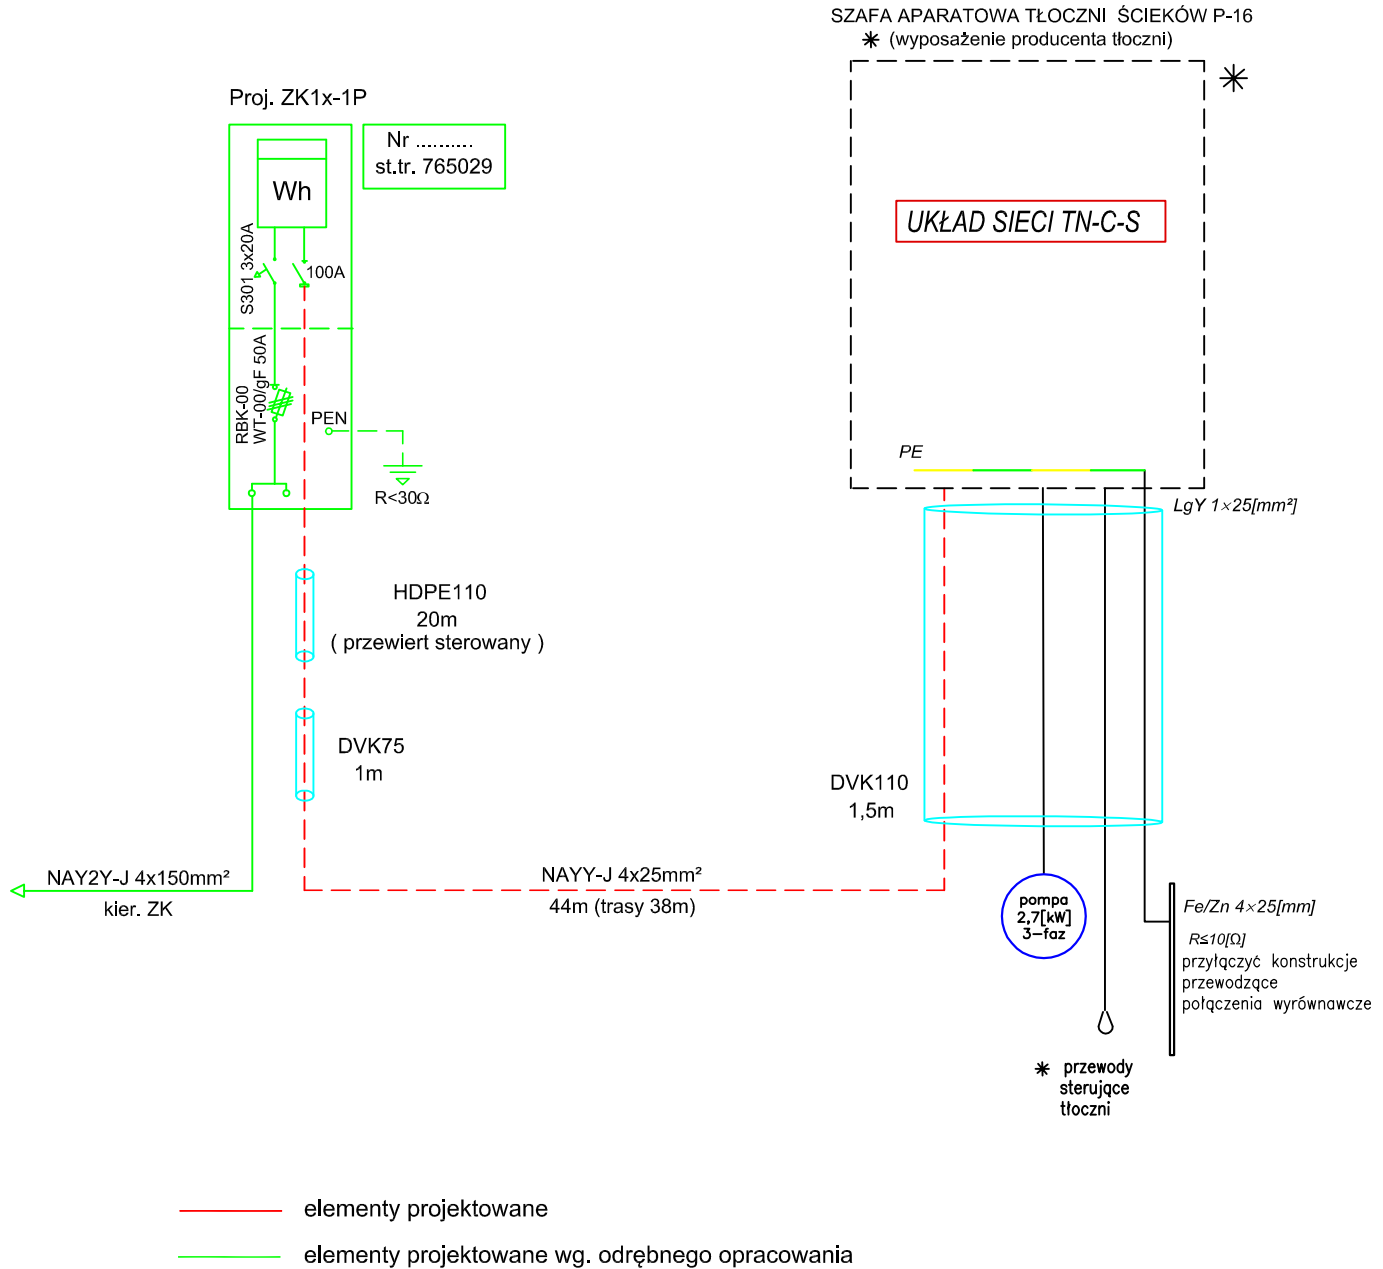 SZAFA APARATOWA TŁOCZNI ŚCIEKÓW P-16
* (wyposażenie producenta tłoczni)
*
Proj. ZK1x-1P
Nr ..........
st.tr. 765029
Wh
UKŁAD SIECI TN-C-S
S301 3x20A
100A
RBK-00
WT-00/gF 50A
PEN
R<30Ω
PE
LgY 1×25[mm²]
HDPE110
20m
( przewiert sterowany )
DVK75
1m
DVK110
1,5m
NAY2Y-J 4x150mm²
kier. ZK
NAYY-J 4x25mm²
44m (trasy 38m)
pompa
2,7[kW]
3-faz
Fe/Zn 4×25[mm]
R≤10[Ω]
przyłączyć konstrukcje
przewodzące
połączenia wyrównawcze
* przewody
sterujące
tłoczni
elementy projektowane
elementy projektowane wg. odrębnego opracowania